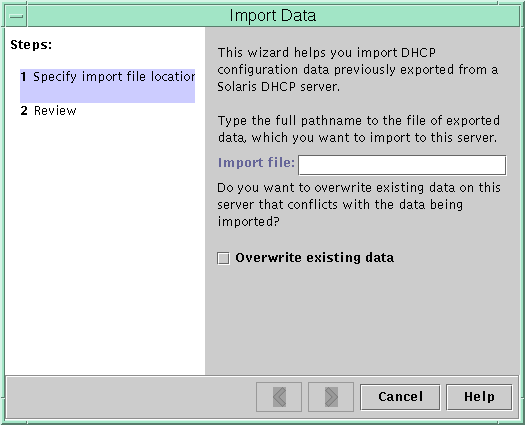 Import Data
Steps:
1 Specify import file location
2 Review
This wizard helps you import DHCP
configuration data previously exported from a
Solaris DHCP server.
Type the full pathname to the file of exported
data, which you want to import to this server.
Import file:
Do you want to overwrite existing data on this
server that conflicts with the data being
imported?
Overwrite existing data
Cancel
Help